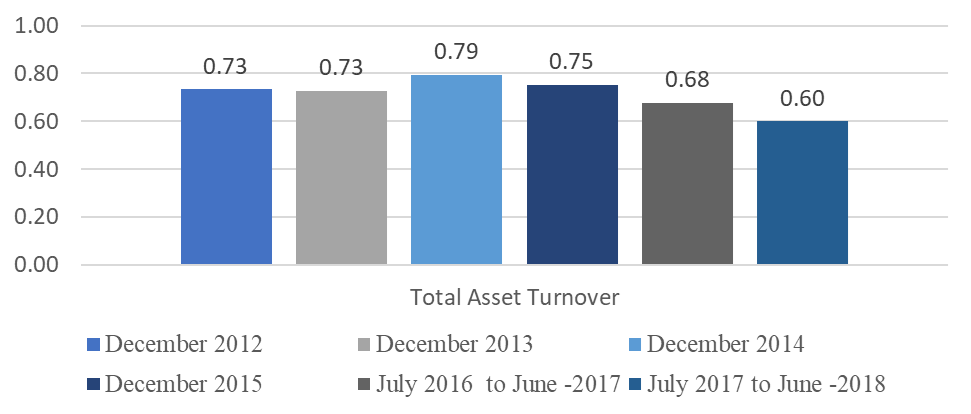 1.00
0.80
0.60
0.40
0.20
0.00
0.73
0.73
0.79
0.75
0.68
0.60
Total Asset Turnover
December 2012
December 2013
December 2014
December 2015
July 2016  to June -2017
July 2017 to June -2018